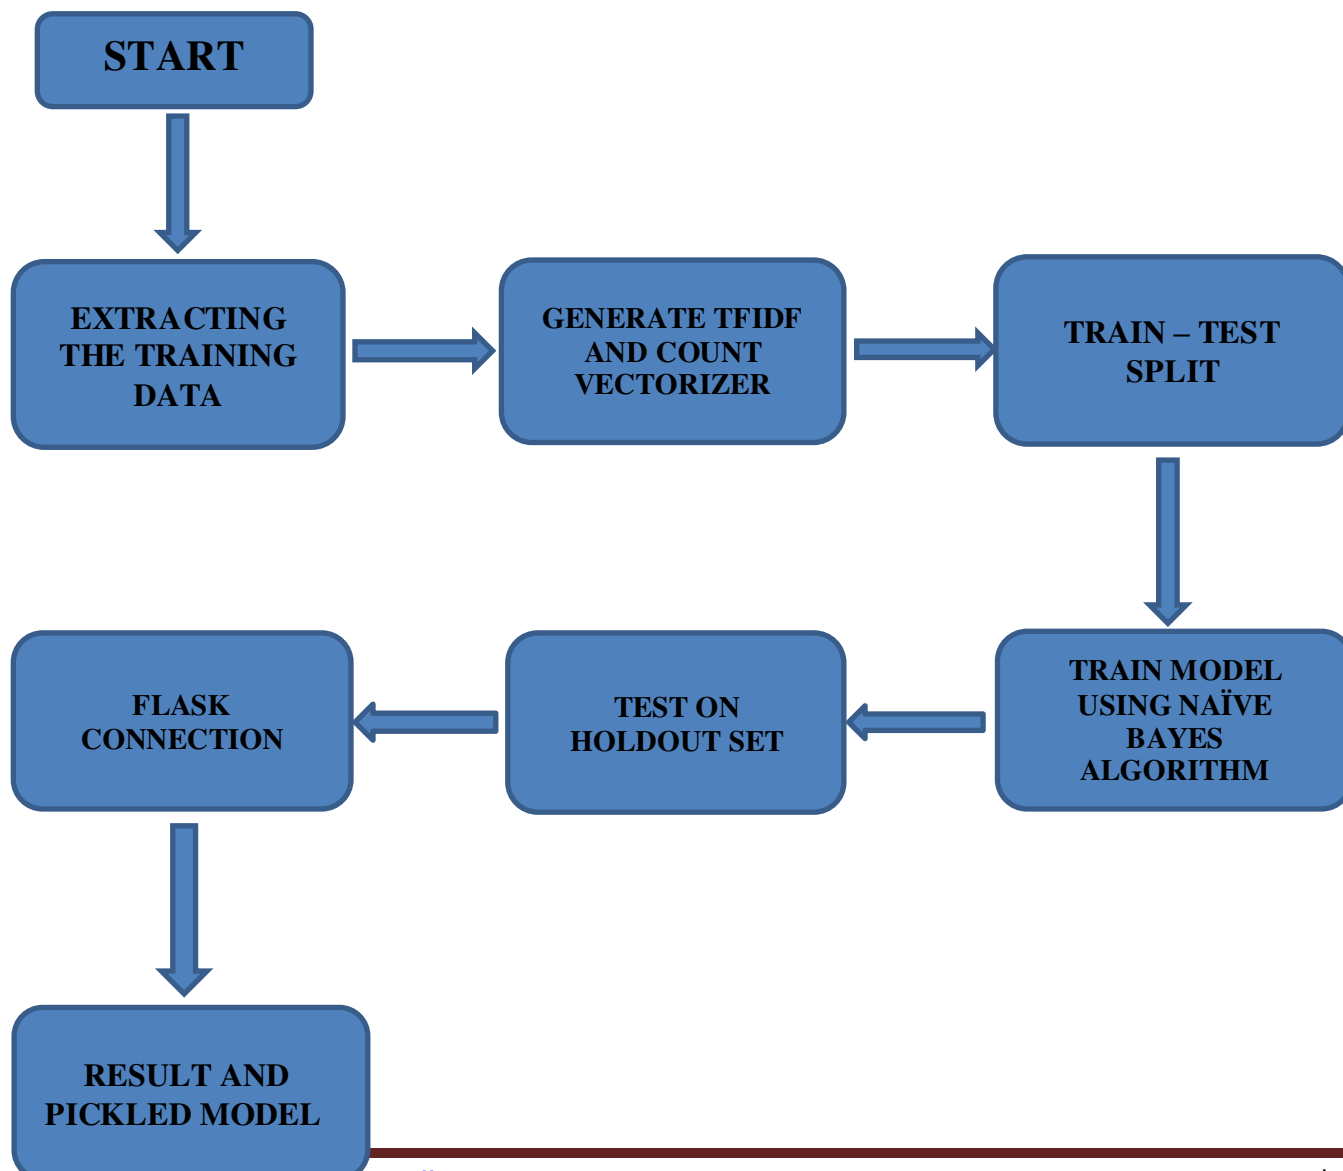 START
EXTRACTING
THE TRAINING
DATA
GENERATE TFIDF
AND COUNT
VECTORIZER
TRAIN – TEST
SPLIT
TRAIN MODEL
USING NAÏVE
BAYES
ALGORITHM
TEST ON
HOLDOUT SET
FLASK
CONNECTION
RESULT AND
PICKLED MODEL